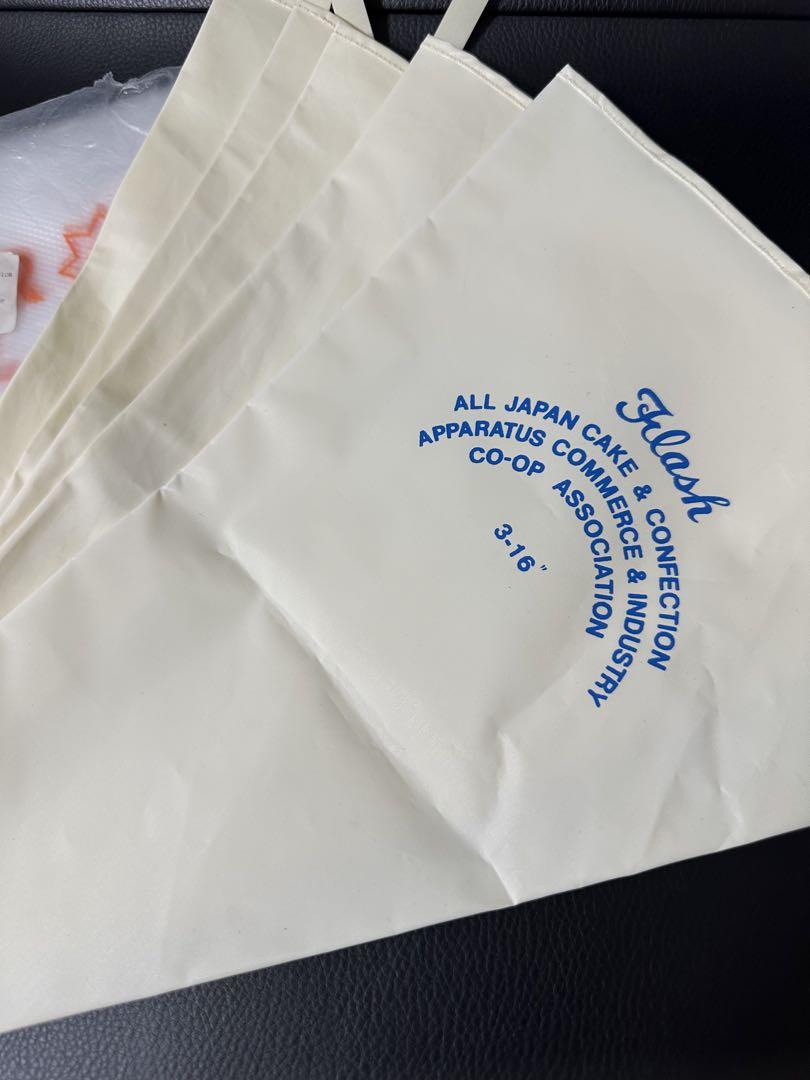 Flash
ALL JAPAN CAKE & CONFECTION
APPARATUS COMMERCE & INDUSTRY
CO-OP ASSOCIATION
3-16"